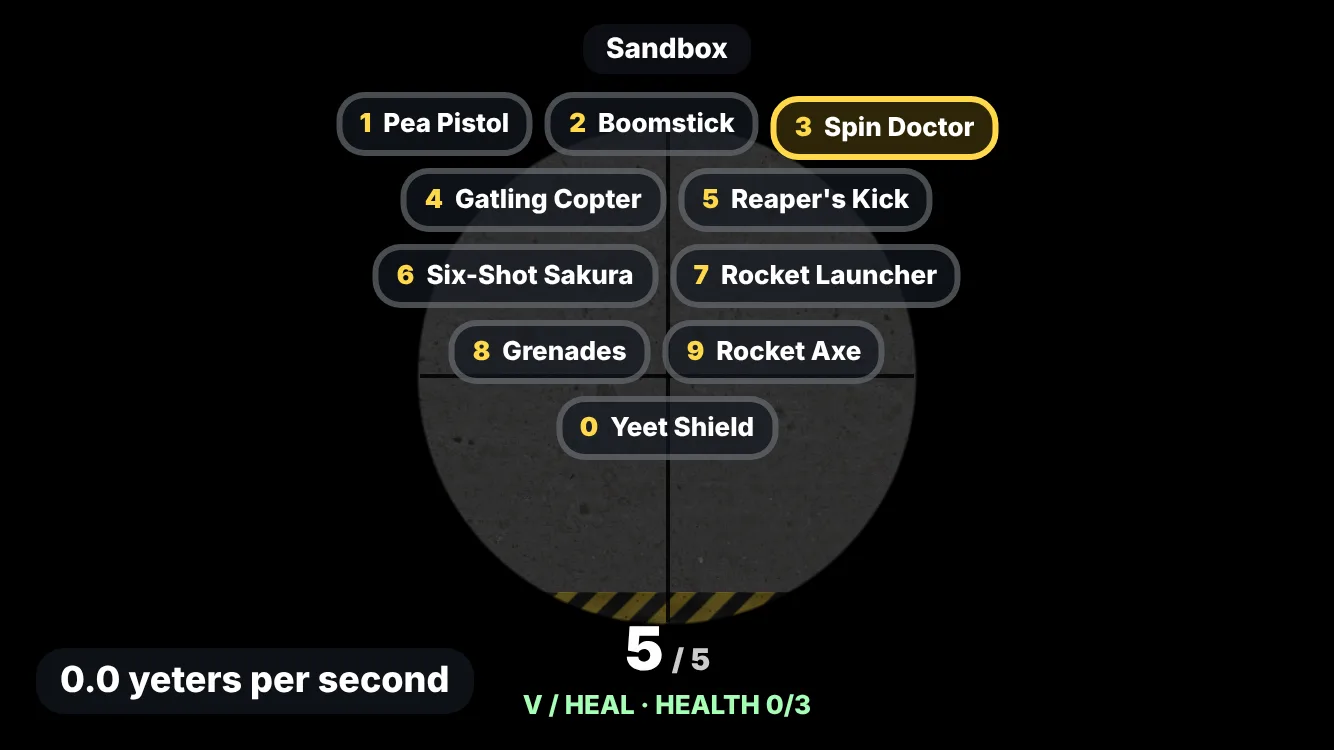 Sandbox
1 Pea Pistol 2 Boomstick 3 Spin Doctor
4 Gatling Copter 5 Reaper's Kick
6 Six-Shot Sakura 7 Rocket Launcher
8 Grenades 9 Rocket Axe
0 Yeet Shield
5 / 5
0.0 yeters per second
V / HEAL · HEALTH 0/3